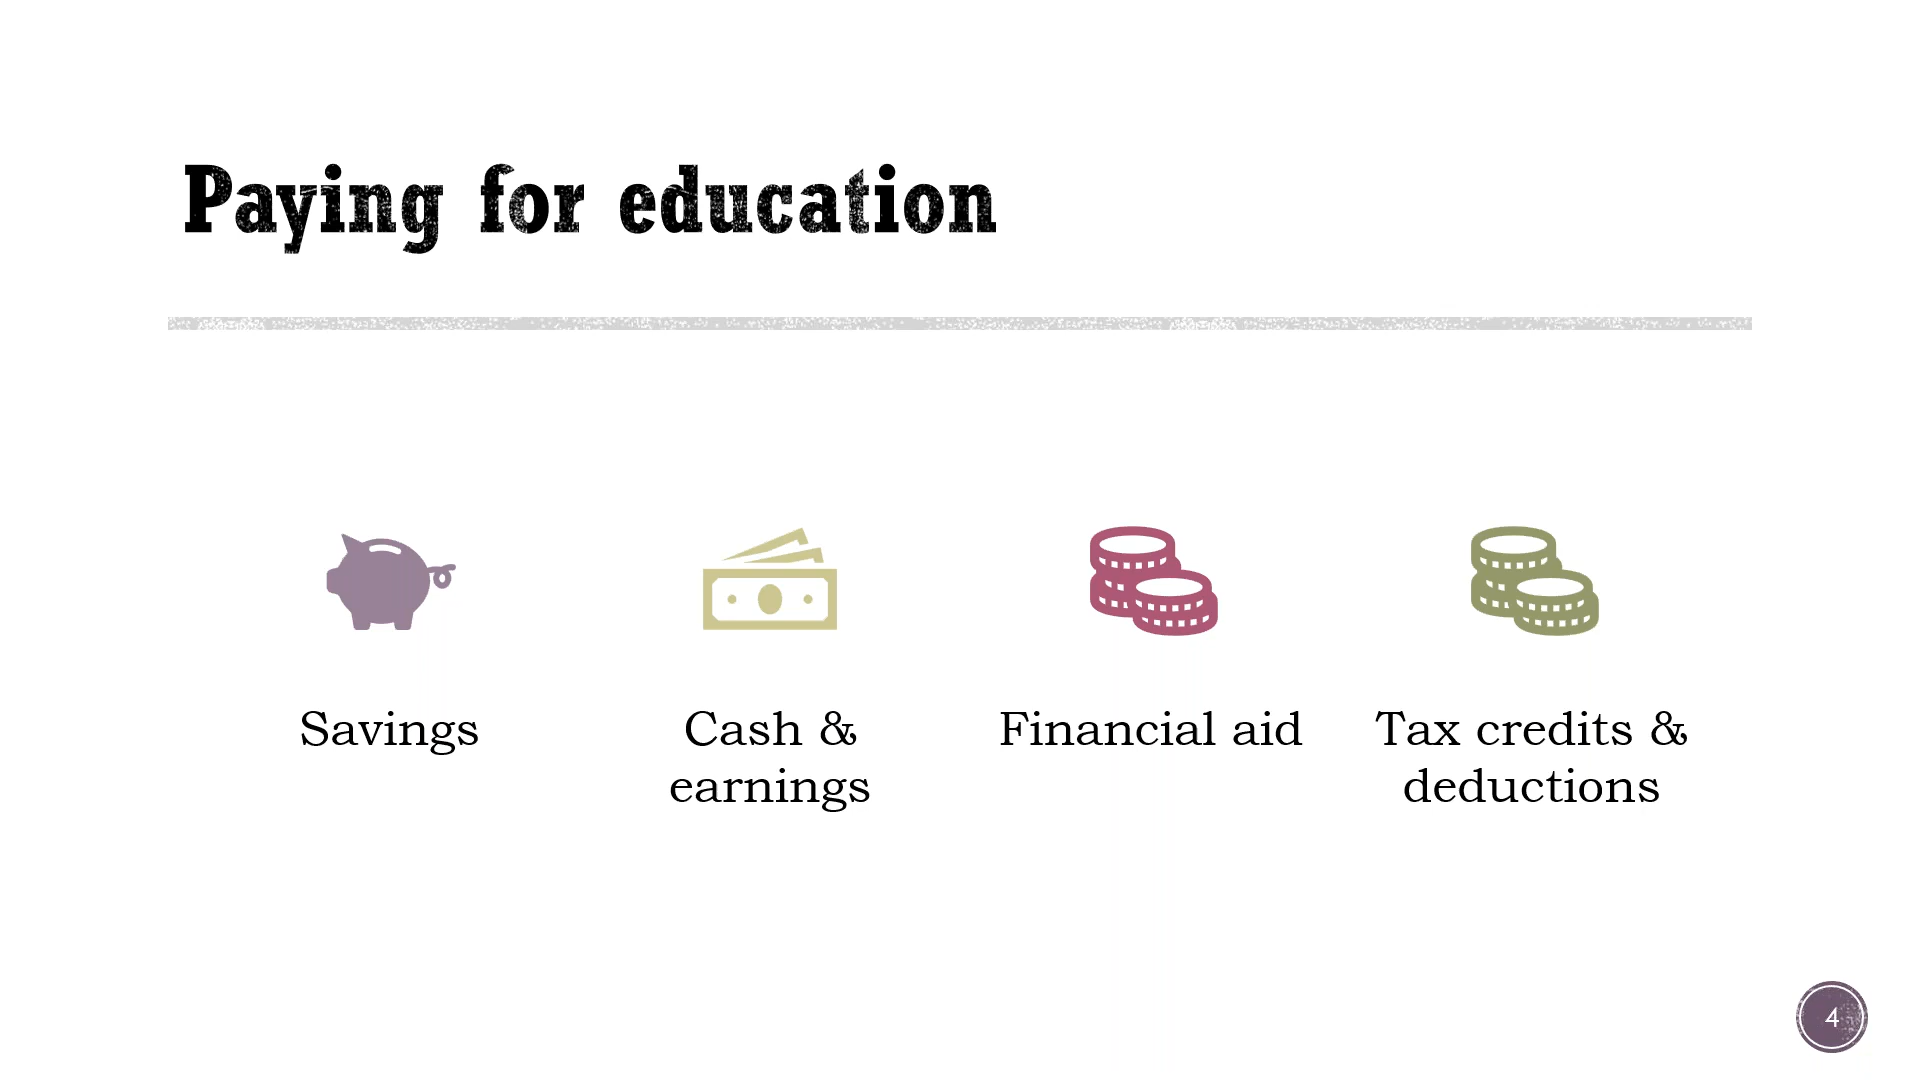 Paying for education
Savings
Cash &
earnings
Financial aid
Tax credits &
deductions
4